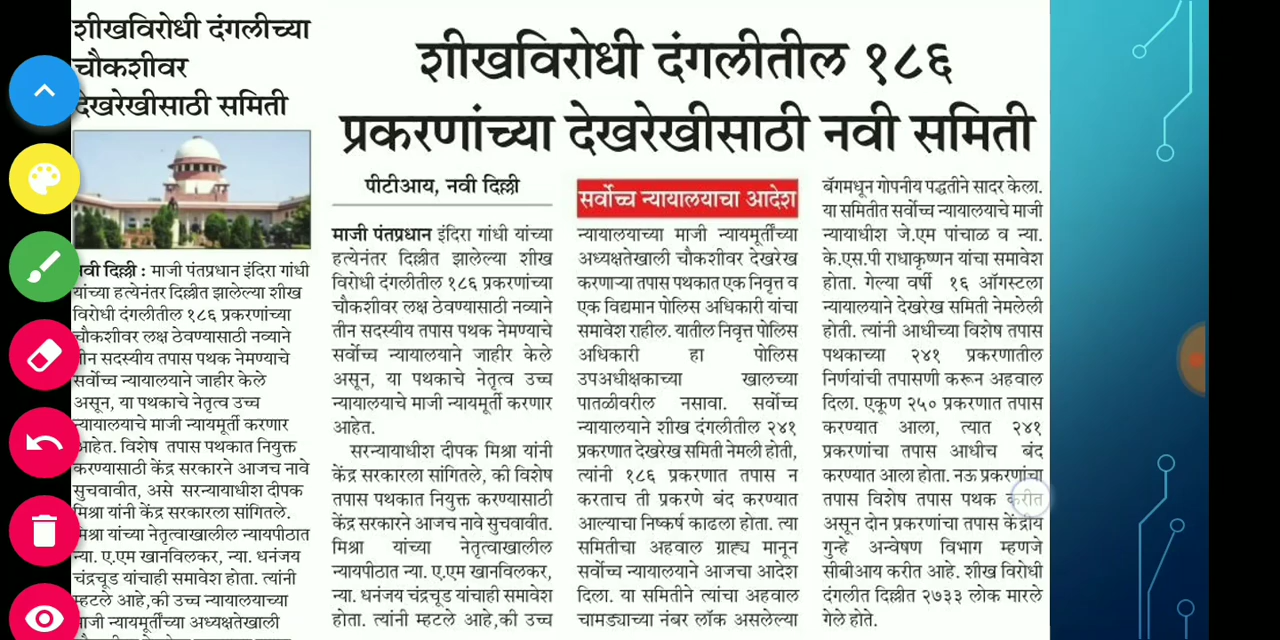 शीखविरोधी दंगलीच्या
चौकशीवर
देखरेखीसाठी समिती
नवी दिल्ली : माजी पंतप्रधान इंदिरा गांधी
यांच्या हत्येनंतर दिल्लीत झालेल्या शीख
विरोधी दंगलीतील १८६ प्रकरणांच्या
चौकशीवर लक्ष ठेवण्यासाठी नव्याने
तीन सदस्यीय तपास पथक नेमण्याचे
सर्वोच्च न्यायालयाने जाहीर केले
असून, या पथकाचे नेतृत्व उच्च
न्यायालयाचे माजी न्यायमूर्ती करणार
आहेत. विशेष तपास पथकात नियुक्त
करण्यासाठी केंद्र सरकारने आजच नावे
सुचवावीत, असे सरन्यायाधीश दीपक
मिश्रा यांनी केंद्र सरकारला सांगितले.
मिश्रा यांच्या नेतृत्वाखालील न्यायपीठात
न्या. ए.एम खानविलकर, न्या. धनंजय
चंद्रचूड यांचाही समावेश होता. त्यांनी
म्हटले आहे,की उच्च न्यायालयाच्या
माजी न्यायमूर्तींच्या अध्यक्षतेखाली
शीखविरोधी दंगलीतील १८६
प्रकरणांच्या देखरेखीसाठी नवी समिती
पीटीआय, नवी दिल्ली
माजी पंतप्रधान इंदिरा गांधी यांच्या
हत्येनंतर दिल्लीत झालेल्या शीख
विरोधी दंगलीतील १८६ प्रकरणांच्या
चौकशीवर लक्ष ठेवण्यासाठी नव्याने
तीन सदस्यीय तपास पथक नेमण्याचे
सर्वोच्च न्यायालयाने जाहीर केले
असून, या पथकाचे नेतृत्व उच्च
न्यायालयाचे माजी न्यायमूर्ती करणार
आहेत.
सरन्यायाधीश दीपक मिश्रा यांनी
केंद्र सरकारला सांगितले, की विशेष
तपास पथकात नियुक्त करण्यासाठी
केंद्र सरकारने आजच नावे सुचवावीत.
मिश्रा यांच्या नेतृत्वाखालील
न्यायपीठात न्या. ए.एम खानविलकर,
न्या. धनंजय चंद्रचूड यांचाही समावेश
होता. त्यांनी म्हटले आहे,की उच्च
सर्वोच्च न्यायालयाचा आदेश
न्यायालयाच्या माजी न्यायमूर्तींच्या
अध्यक्षतेखाली चौकशीवर देखरेख
करणाऱ्या तपास पथकात एक निवृत्त व
एक विद्यमान पोलिस अधिकारी यांचा
समावेश राहील. यातील निवृत्त पोलिस
अधिकारी हा पोलिस
उपअधीक्षकाच्या खालच्या
पातळीवरील नसावा. सर्वोच्च
न्यायालयाने शीख दंगलीतील २४१
प्रकरणात देखरेख समिती नेमली होती,
त्यांनी १८६ प्रकरणात तपास न
करताच ती प्रकरणे बंद करण्यात
आल्याचा निष्कर्ष काढला होता. त्या
समितीचा अहवाल ग्राह्य मानून
सर्वोच्च न्यायालयाने आजचा आदेश
दिला. या समितीने त्यांचा अहवाल
चामड्याच्या नंबर लॉक असलेल्या
बॅगमधून गोपनीय पद्धतीने सादर केला.
या समितीत सर्वोच्च न्यायालयाचे माजी
न्यायाधीश जे.एम पांचाळ व न्या.
के.एस.पी राधाकृष्णन यांचा समावेश
होता. गेल्या वर्षी १६ ऑगस्टला
न्यायालयाने देखरेख समिती नेमलेली
होती. त्यांनी आधीच्या विशेष तपास
पथकाच्या २४१ प्रकरणातील
निर्णयांची तपासणी करून अहवाल
दिला. एकूण २५० प्रकरणात तपास
करण्यात आला, त्यात २४१
प्रकरणांचा तपास आधीच बंद
करण्यात आला होता. नऊ प्रकरणांचा
तपास विशेष तपास पथक करीत
असून दोन प्रकरणांचा तपास केंद्रीय
गुन्हे अन्वेषण विभाग म्हणजे
सीबीआय करीत आहे. शीख विरोधी
दंगलीत दिल्लीत २७३३ लोक मारले
गेले होते.